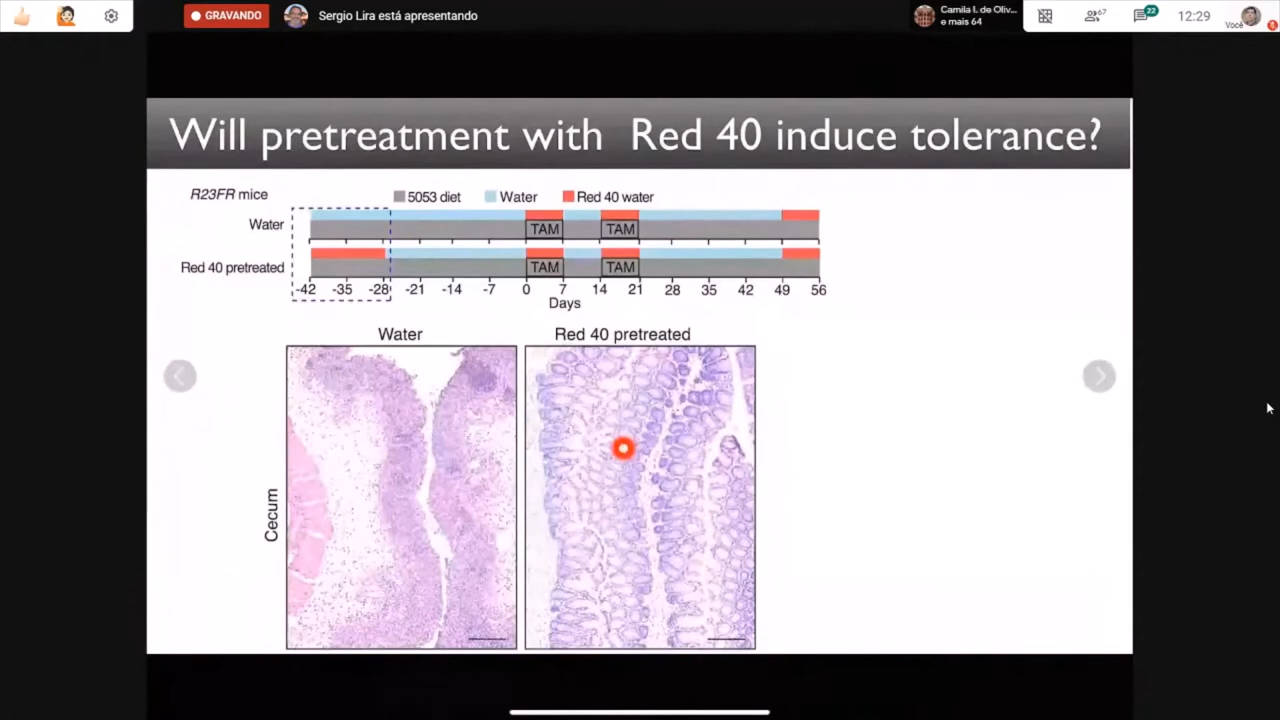 GRAVANDO
Sergio Lira está apresentando
Camila I. de Oliv...
e mais 64
67
22
12:29
Você
Will pretreatment with Red 40 induce tolerance?
R23FR mice
5053 diet
Water
Red 40 water
Water
TAM
TAM
Red 40 pretreated
TAM
TAM
-42 -35 -28 -21 -14 -7 0 7 14 21 28 35 42 49 56
Days
Water
Red 40 pretreated
Cecum